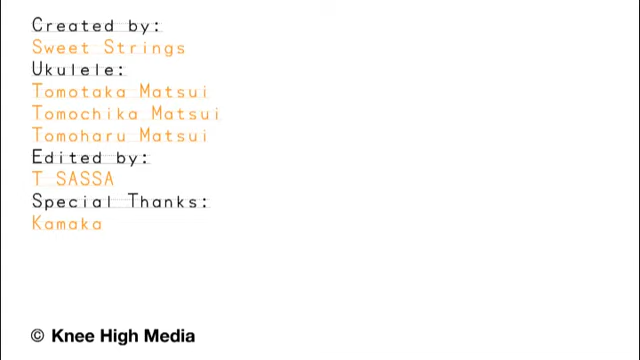 Created by:
Sweet Strings
Ukulele:
Tomotaka Matsui
Tomochika Matsui
Tomoharu Matsui
Edited by:
T SASSA
Special Thanks:
Kamaka
© Knee High Media